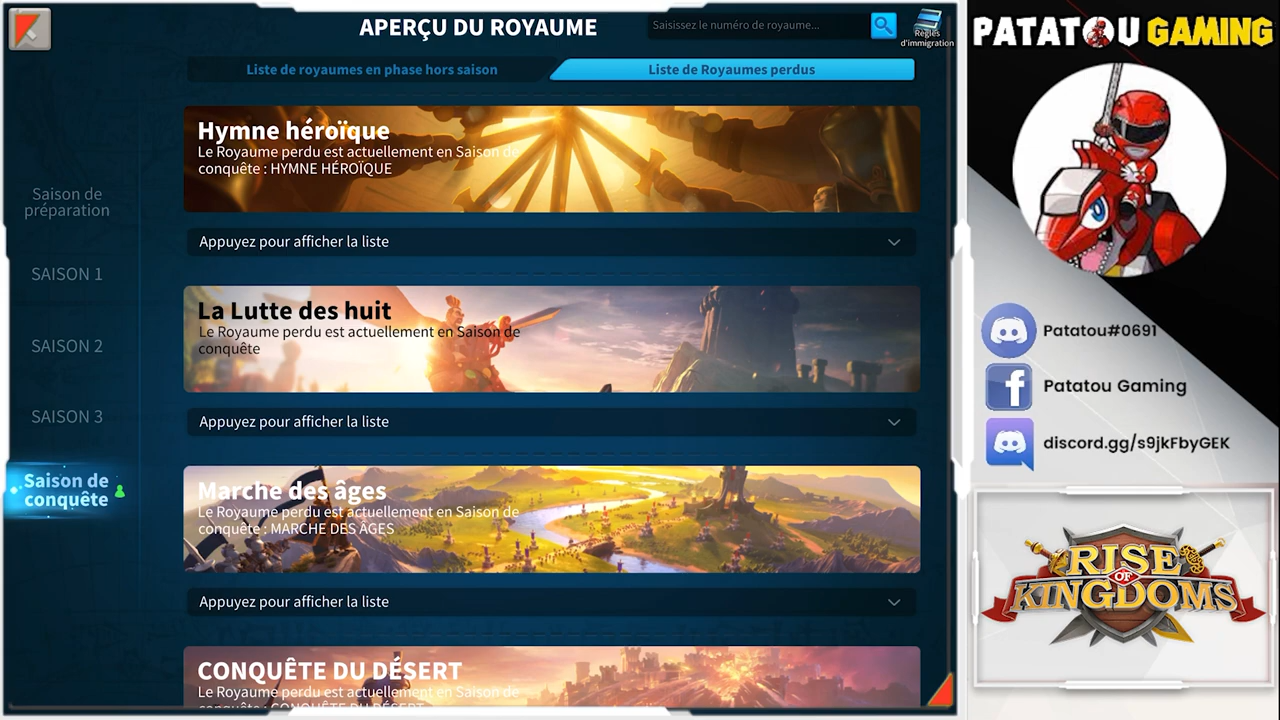 APERÇU DU ROYAUME
Saisissez le numéro de royaume...
Règles
d'immigration
Liste de royaumes en phase hors saison
Liste de Royaumes perdus
Saison de
préparation
SAISON 1
SAISON 2
SAISON 3
Saison de
conquête
Hymne héroïque
Le Royaume perdu est actuellement en Saison de
conquête : HYMNE HÉROÏQUE
Appuyez pour afficher la liste
La Lutte des huit
Le Royaume perdu est actuellement en Saison de
conquête
Appuyez pour afficher la liste
Marche des âges
Le Royaume perdu est actuellement en Saison de
conquête : MARCHE DES ÂGES
Appuyez pour afficher la liste
CONQUÊTE DU DÉSERT
Le Royaume perdu est actuellement en Saison de
conquête : CONQUÊTE DU DÉSERT
PATATOU GAMING
Patatou#0691
Patatou Gaming
discord.gg/s9jkFbyGEK
RISE
OF
KINGDOMS